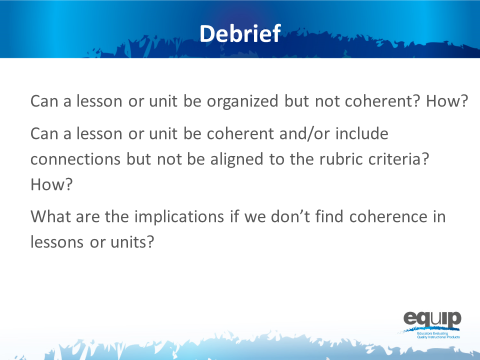 Debrief
Can a lesson or unit be organized but not coherent? How?
Can a lesson or unit be coherent and/or include
connections but not be aligned to the rubric criteria?
How?
What are the implications if we don’t find coherence in
lessons or units?
equip
Educators Evaluating
Quality Instructional Products